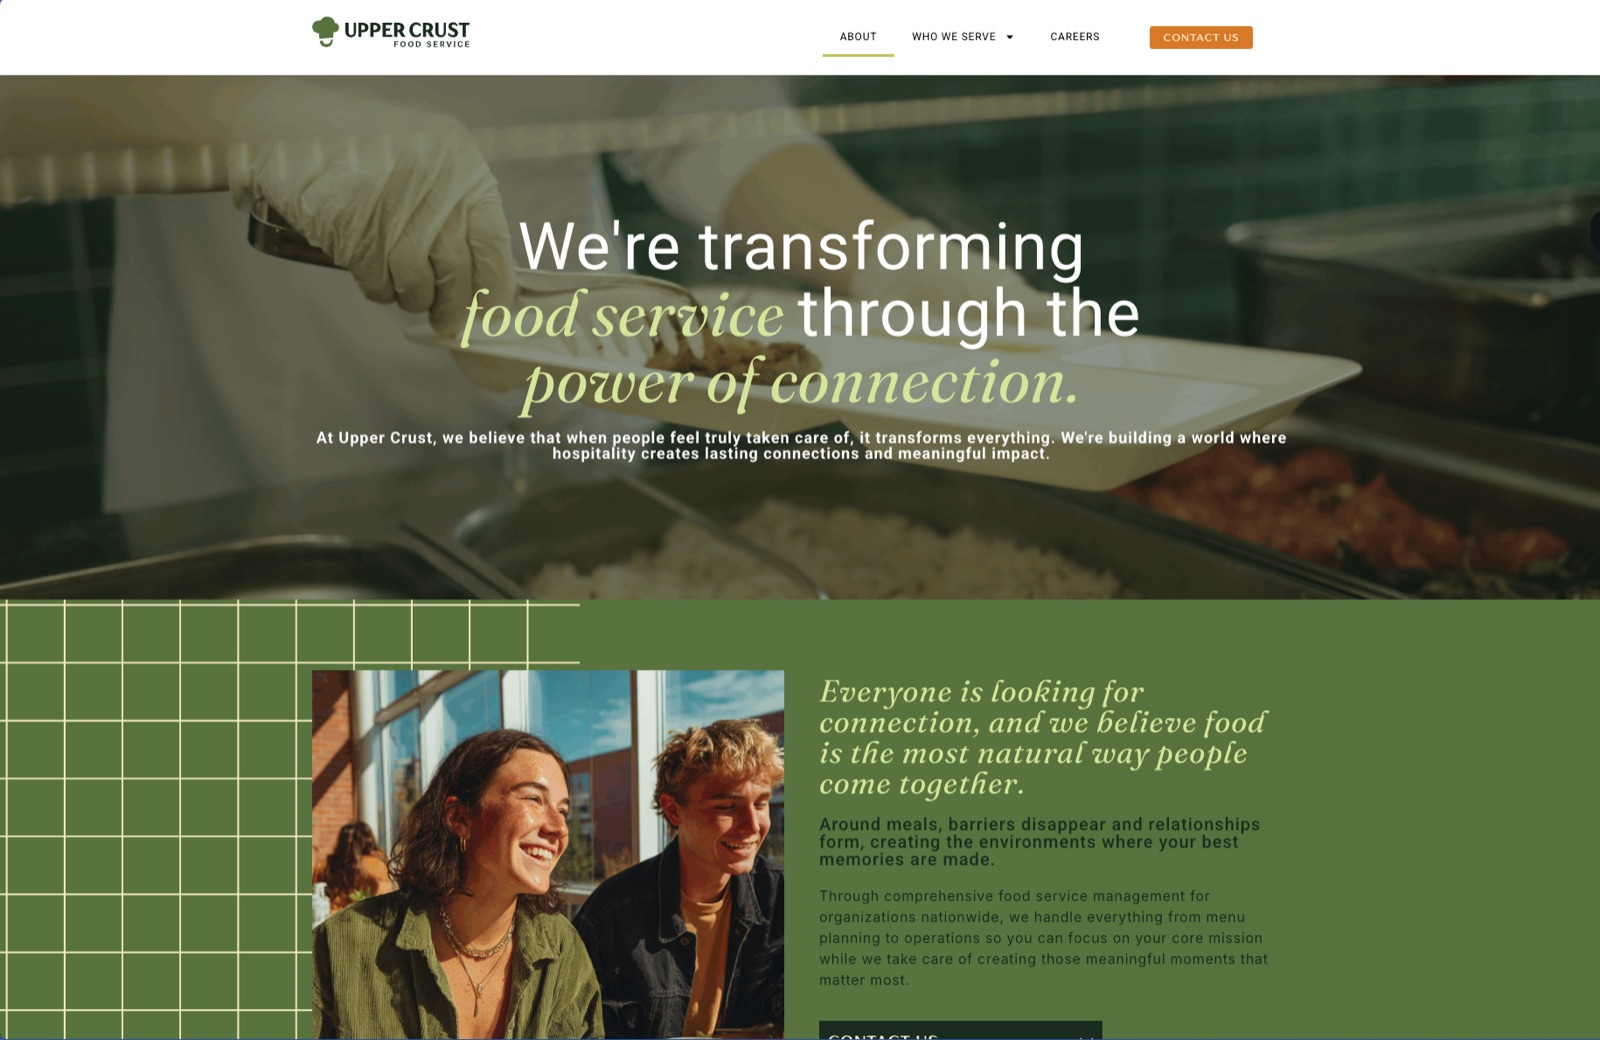 UPPER CRUST
FOOD SERVICE
ABOUT
WHO WE SERVE
CAREERS
CONTACT US
We're transforming
food service through the
power of connection.
At Upper Crust, we believe that when people feel truly taken care of, it transforms everything. We're building a world where
hospitality creates lasting connections and meaningful impact.
Everyone is looking for
connection, and we believe food
is the most natural way people
come together.
Around meals, barriers disappear and relationships
form, creating the environments where your best
memories are made.
Through comprehensive food service management for
organizations nationwide, we handle everything from menu
planning to operations so you can focus on your core mission
while we take care of creating those meaningful moments that
matter most.
CONTACT US